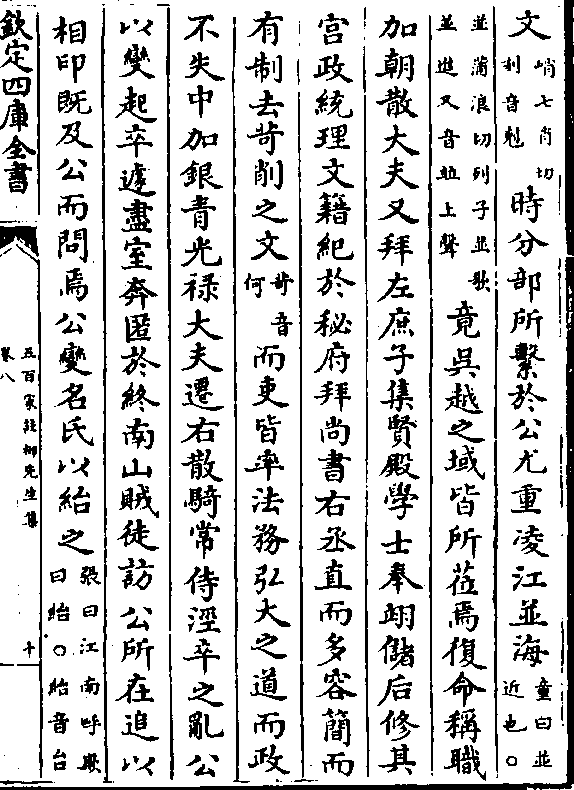 文峭七肖切刺音魁時分部所繫於公尤重凌江並海童曰並近也〇
並蒲浪切列子並歌並進又音並上聲竟吳越之域皆所蒞焉復命稱職
加朝散大夫又拜左庶子集賢殿學士奉翊儲后修其
宫政統理文籍紀於秘府拜尚書右丞直而多容簡而
有制去苛削之文苛音何而吏皆率法務弘大之道而政
不失中加銀青光禄大夫遷右散騎常侍涇卒之亂公
以變起卒遽盡室奔匿於終南山賊徒訪公所在追以
相印既及公而問焉公變名氏以紿之張曰江南呼欺曰紿〇紿音台
欽定四庫全書
五百家註柳先生集
卷八
十